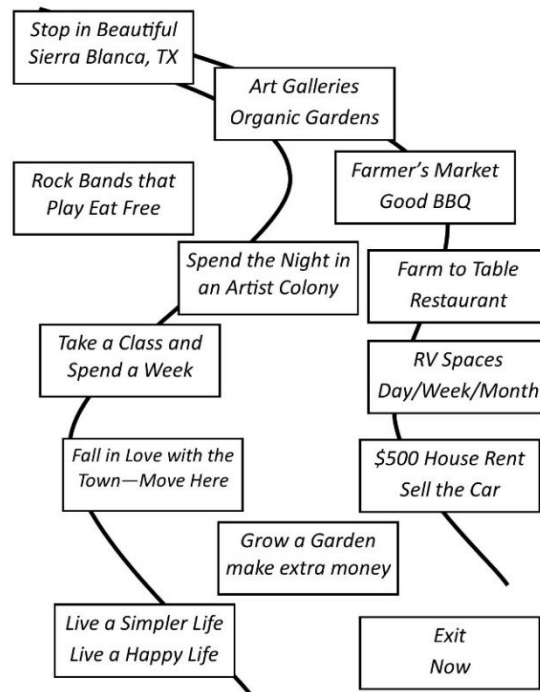 Stop in Beautiful
Sierra Blanca, TX
Art Galleries
Organic Gardens
Farmer's Market
Good BBQ
Rock Bands that
Play Eat Free
Spend the Night in
an Artist Colony
Farm to Table
Restaurant
Take a Class and
Spend a Week
RV Spaces
Day/Week/Month
Fall in Love with the
Town—Move Here
$500 House Rent
Sell the Car
Grow a Garden
make extra money
Live a Simpler Life
Live a Happy Life
Exit
Now